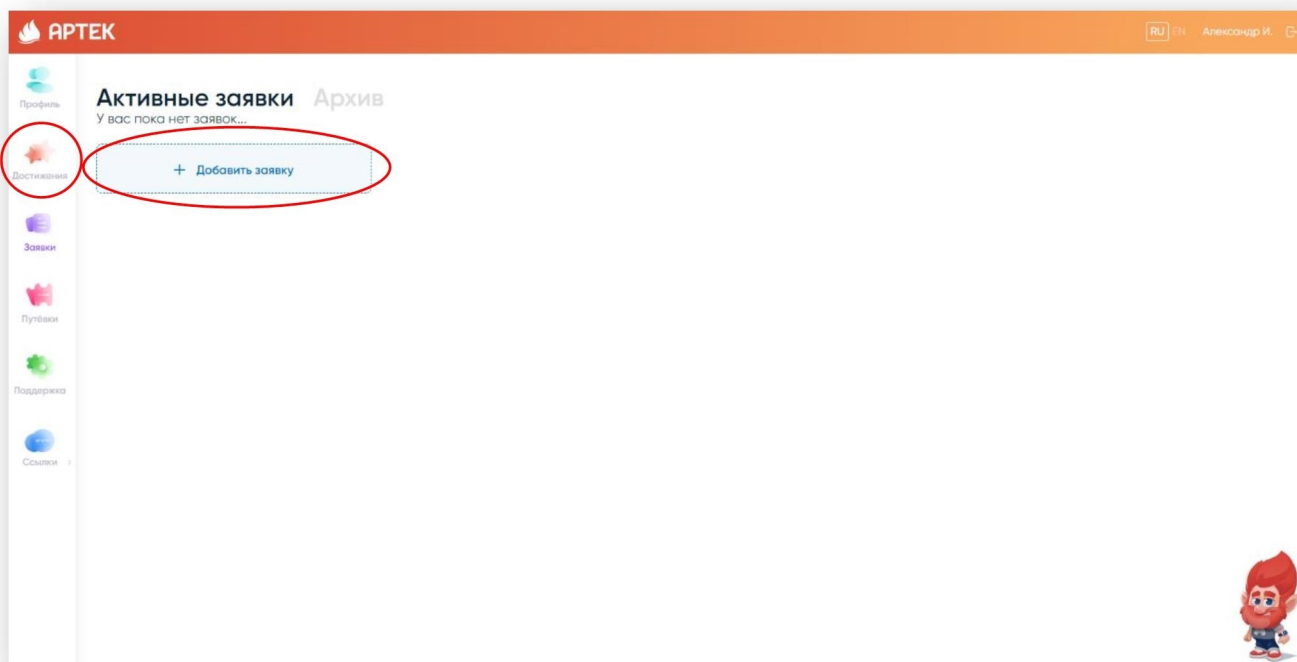 АРТЕК
RU EN Александр И.
Профиль
Достижения
Заявки
Путёвки
Поддержка
Ссылки
Активные заявки Архив
У вас пока нет заявок...
+ Добавить заявку